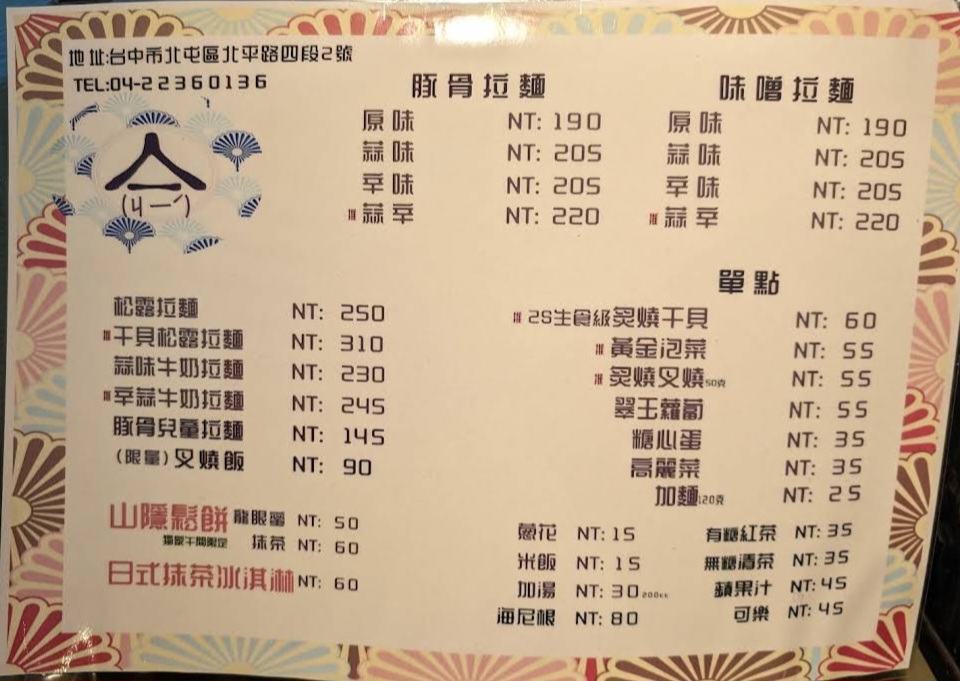 地址:台中市北屯區北平路四段2號
TEL:04-22360136
亼
(ㄐㄧˊ)
豚骨拉麵
原味 NT: 190
蒜味 NT: 205
辛味 NT: 205
推 蒜辛 NT: 220
味噌拉麵
原味 NT: 190
蒜味 NT: 205
辛味 NT: 205
推 蒜辛 NT: 220
松露拉麵 NT: 250
推 干貝松露拉麵 NT: 310
蒜味牛奶拉麵 NT: 230
推 辛蒜牛奶拉麵 NT: 245
豚骨兒童拉麵 NT: 145
(限量)叉燒飯 NT: 90
單點
推 2S生食級炙燒干貝 NT: 60
推 黃金泡菜 NT: 55
推 炙燒叉燒50克 NT: 55
翠玉蘿蔔 NT: 55
糖心蛋 NT: 35
高麗菜 NT: 35
加麵120克 NT: 25
山隱鬆餅 龍眼蜜 NT: 50
抹茶 NT: 60
日式抹茶冰淇淋 NT: 60
蔥花 NT: 15
米飯 NT: 15
加湯 NT: 30 200cc
海尼根 NT: 80
有糖紅茶 NT: 35
無糖清茶 NT: 35
蘋果汁 NT: 45
可樂 NT: 45